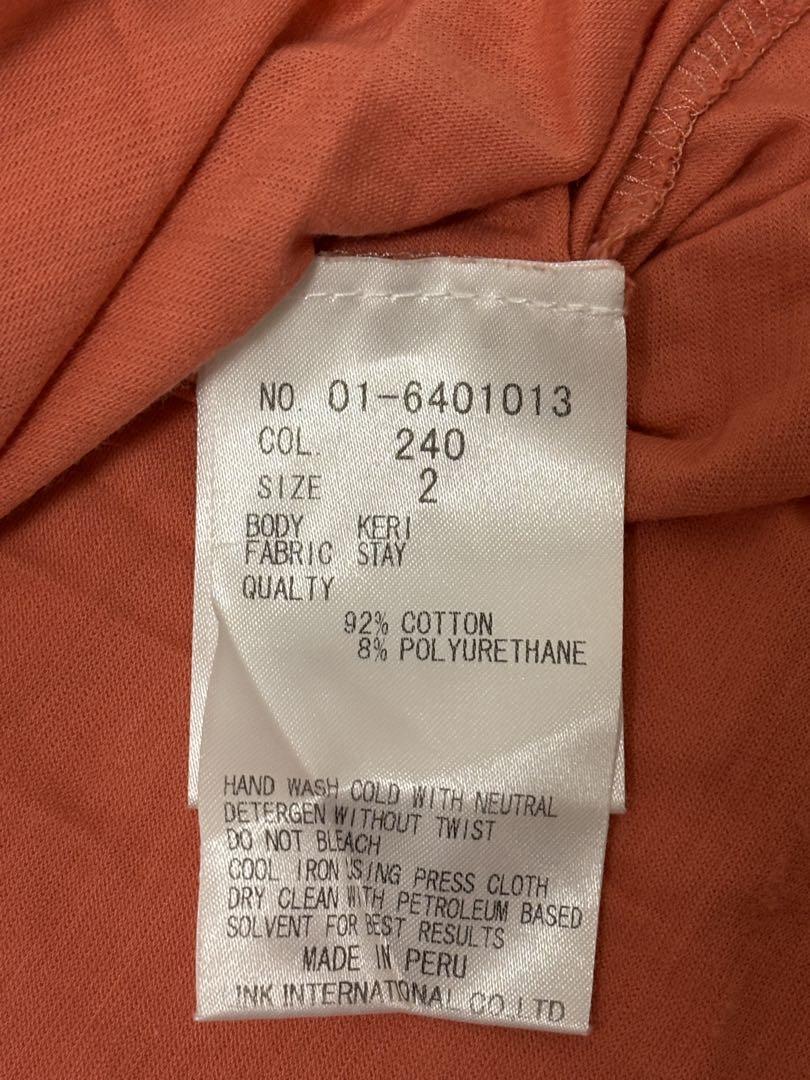 NO. 01-6401013
COL. 240
SIZE 2
BODY KERI
FABRIC STAY
QUALTY
92% COTTON
8% POLYURETHANE
HAND WASH COLD WITH NEUTRAL
DETERGEN WITHOUT TWIST
DO NOT BLEACH
COOL IRON USING PRESS CLOTH
DRY CLEAN WITH PETROLEUM BASED
SOLVENT FOR BEST RESULTS
MADE IN PERU
INK INTERNATIONAL CO.LTD